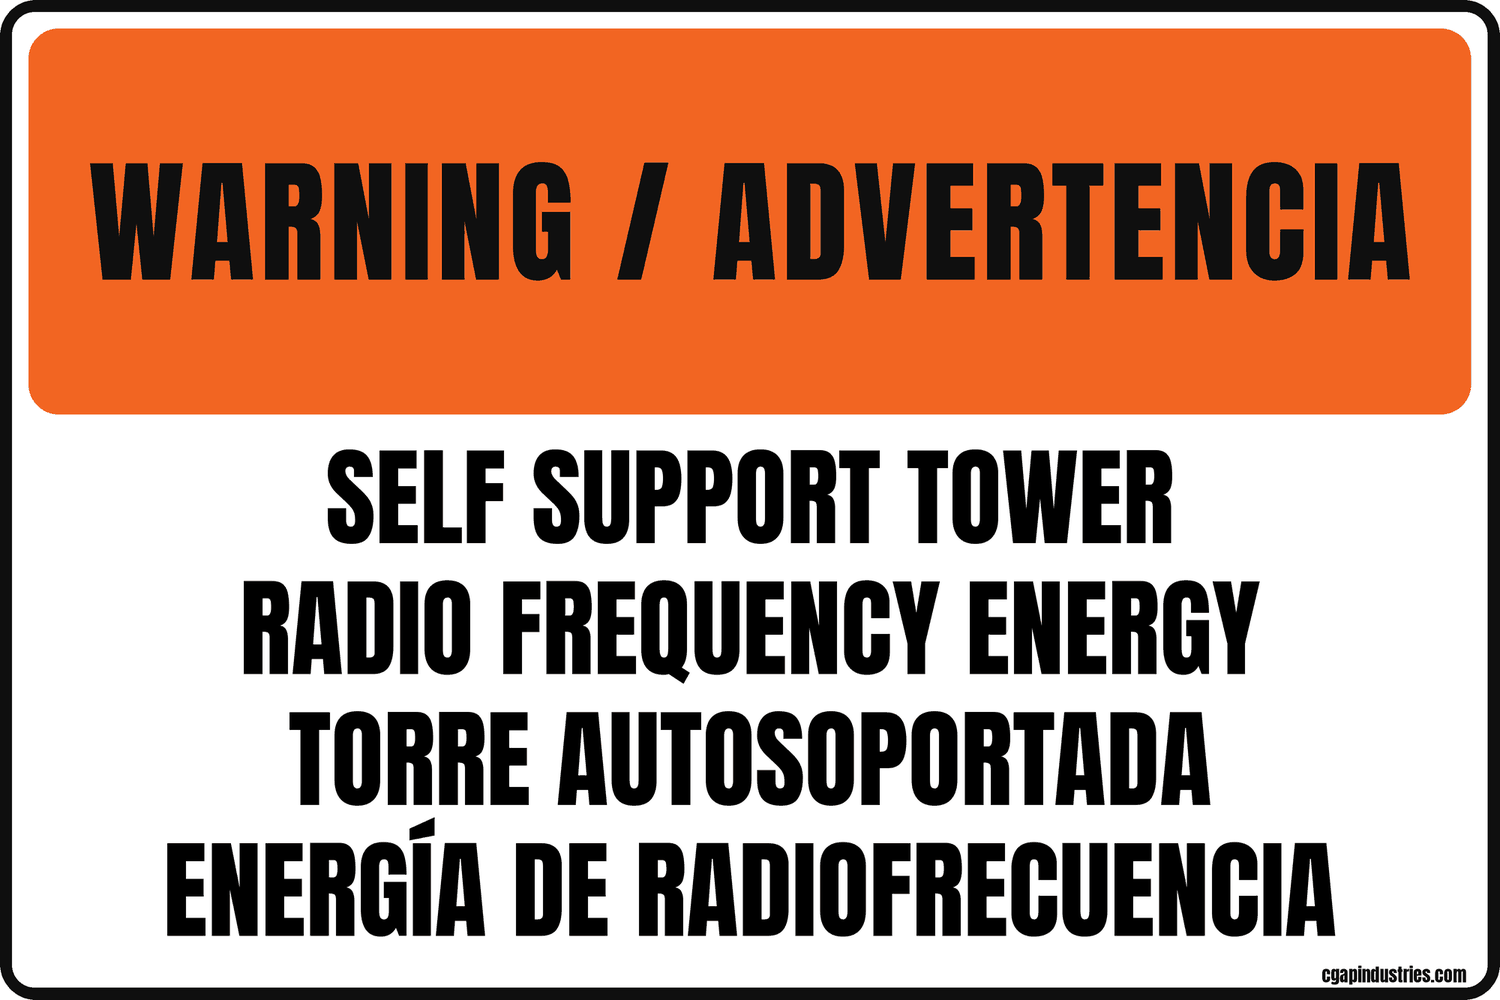 WARNING / ADVERTENCIA
SELF SUPPORT TOWER
RADIO FREQUENCY ENERGY
TORRE AUTOSOPORTADA
ENERGÍA DE RADIOFRECUENCIA
cgapindustries.com